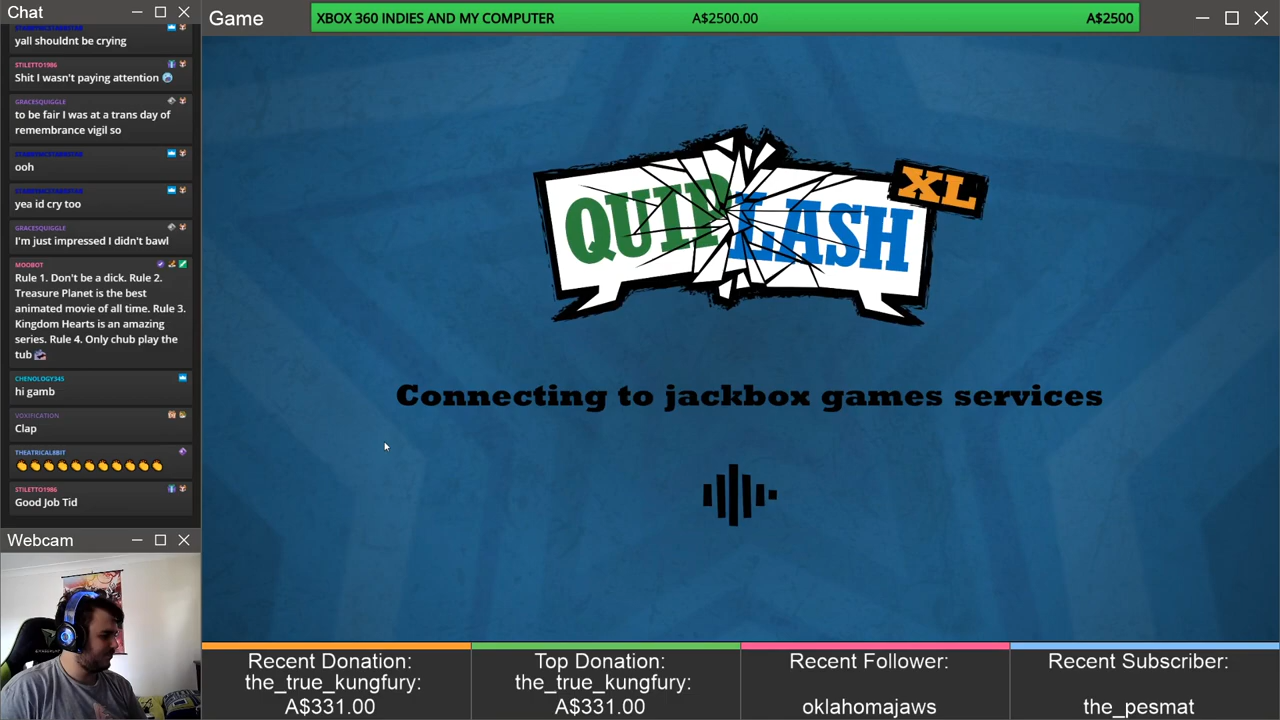 Chat
yall shouldnt be crying
STILETTO1986
Shit I wasn't paying attention
GRACESQUIGGLE
to be fair I was at a trans day of
remembrance vigil so
ooh
yea id cry too
GRACESQUIGGLE
I'm just impressed I didn't bawl
MOOBOT
Rule 1. Don't be a dick. Rule 2.
Treasure Planet is the best
animated movie of all time. Rule 3.
Kingdom Hearts is an amazing
series. Rule 4. Only chub play the
tub
CHENOLOGY345
hi gamb
VOXIFICATION
Clap
THEATRICAL8BIT
STILETTO1986
Good Job Tid
Webcam
Game
XBOX 360 INDIES AND MY COMPUTER A$2500.00 A$2500
QUIPLASH XL
Connecting to jackbox games services
Recent Donation:
the_true_kungfury:
A$331.00
Top Donation:
the_true_kungfury:
A$331.00
Recent Follower:
oklahomajaws
Recent Subscriber:
the_pesmat